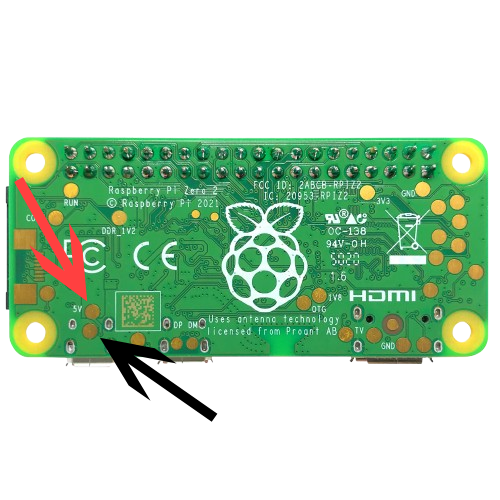 Raspberry Pi Zero 2
© Raspberry Pi 2021
FCC ID: 2ABCB-RPIZ2
IC: 20953-RPIZ2
RUN
3V3
GND
DDR_1V2
FC CE
OC-138
94V-0 H
5020
1.6
1V8
HDMI
OTG
5V
DP DM
Uses antenna technology
licensed from Proant AB
TV
GND